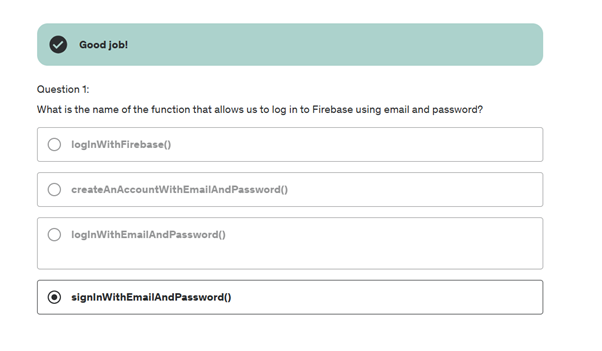 Good job!
Question 1:
What is the name of the function that allows us to log in to Firebase using email and password?
logInWithFirebase()
createAnAccountWithEmailAndPassword()
logInWithEmailAndPassword()
signInWithEmailAndPassword()